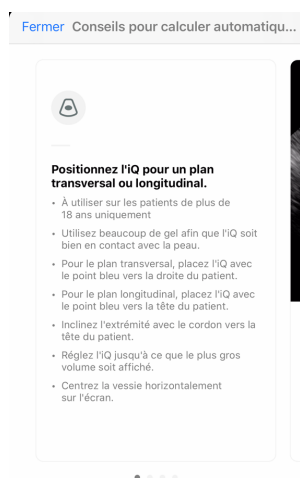 Fermer Conseils pour calculer automatiqu...
Positionnez l'iQ pour un plan
transversal ou longitudinal.
• À utiliser sur les patients de plus de
18 ans uniquement
• Utilisez beaucoup de gel afin que l'iQ soit
bien en contact avec la peau.
• Pour le plan transversal, placez l'iQ avec
le point bleu vers la droite du patient.
• Pour le plan longitudinal, placez l'iQ avec
le point bleu vers la tête du patient.
• Inclinez l'extrémité avec le cordon vers la
tête du patient.
• Réglez l'iQ jusqu'à ce que le plus gros
volume soit affiché.
• Centrez la vessie horizontalement
sur l'écran.